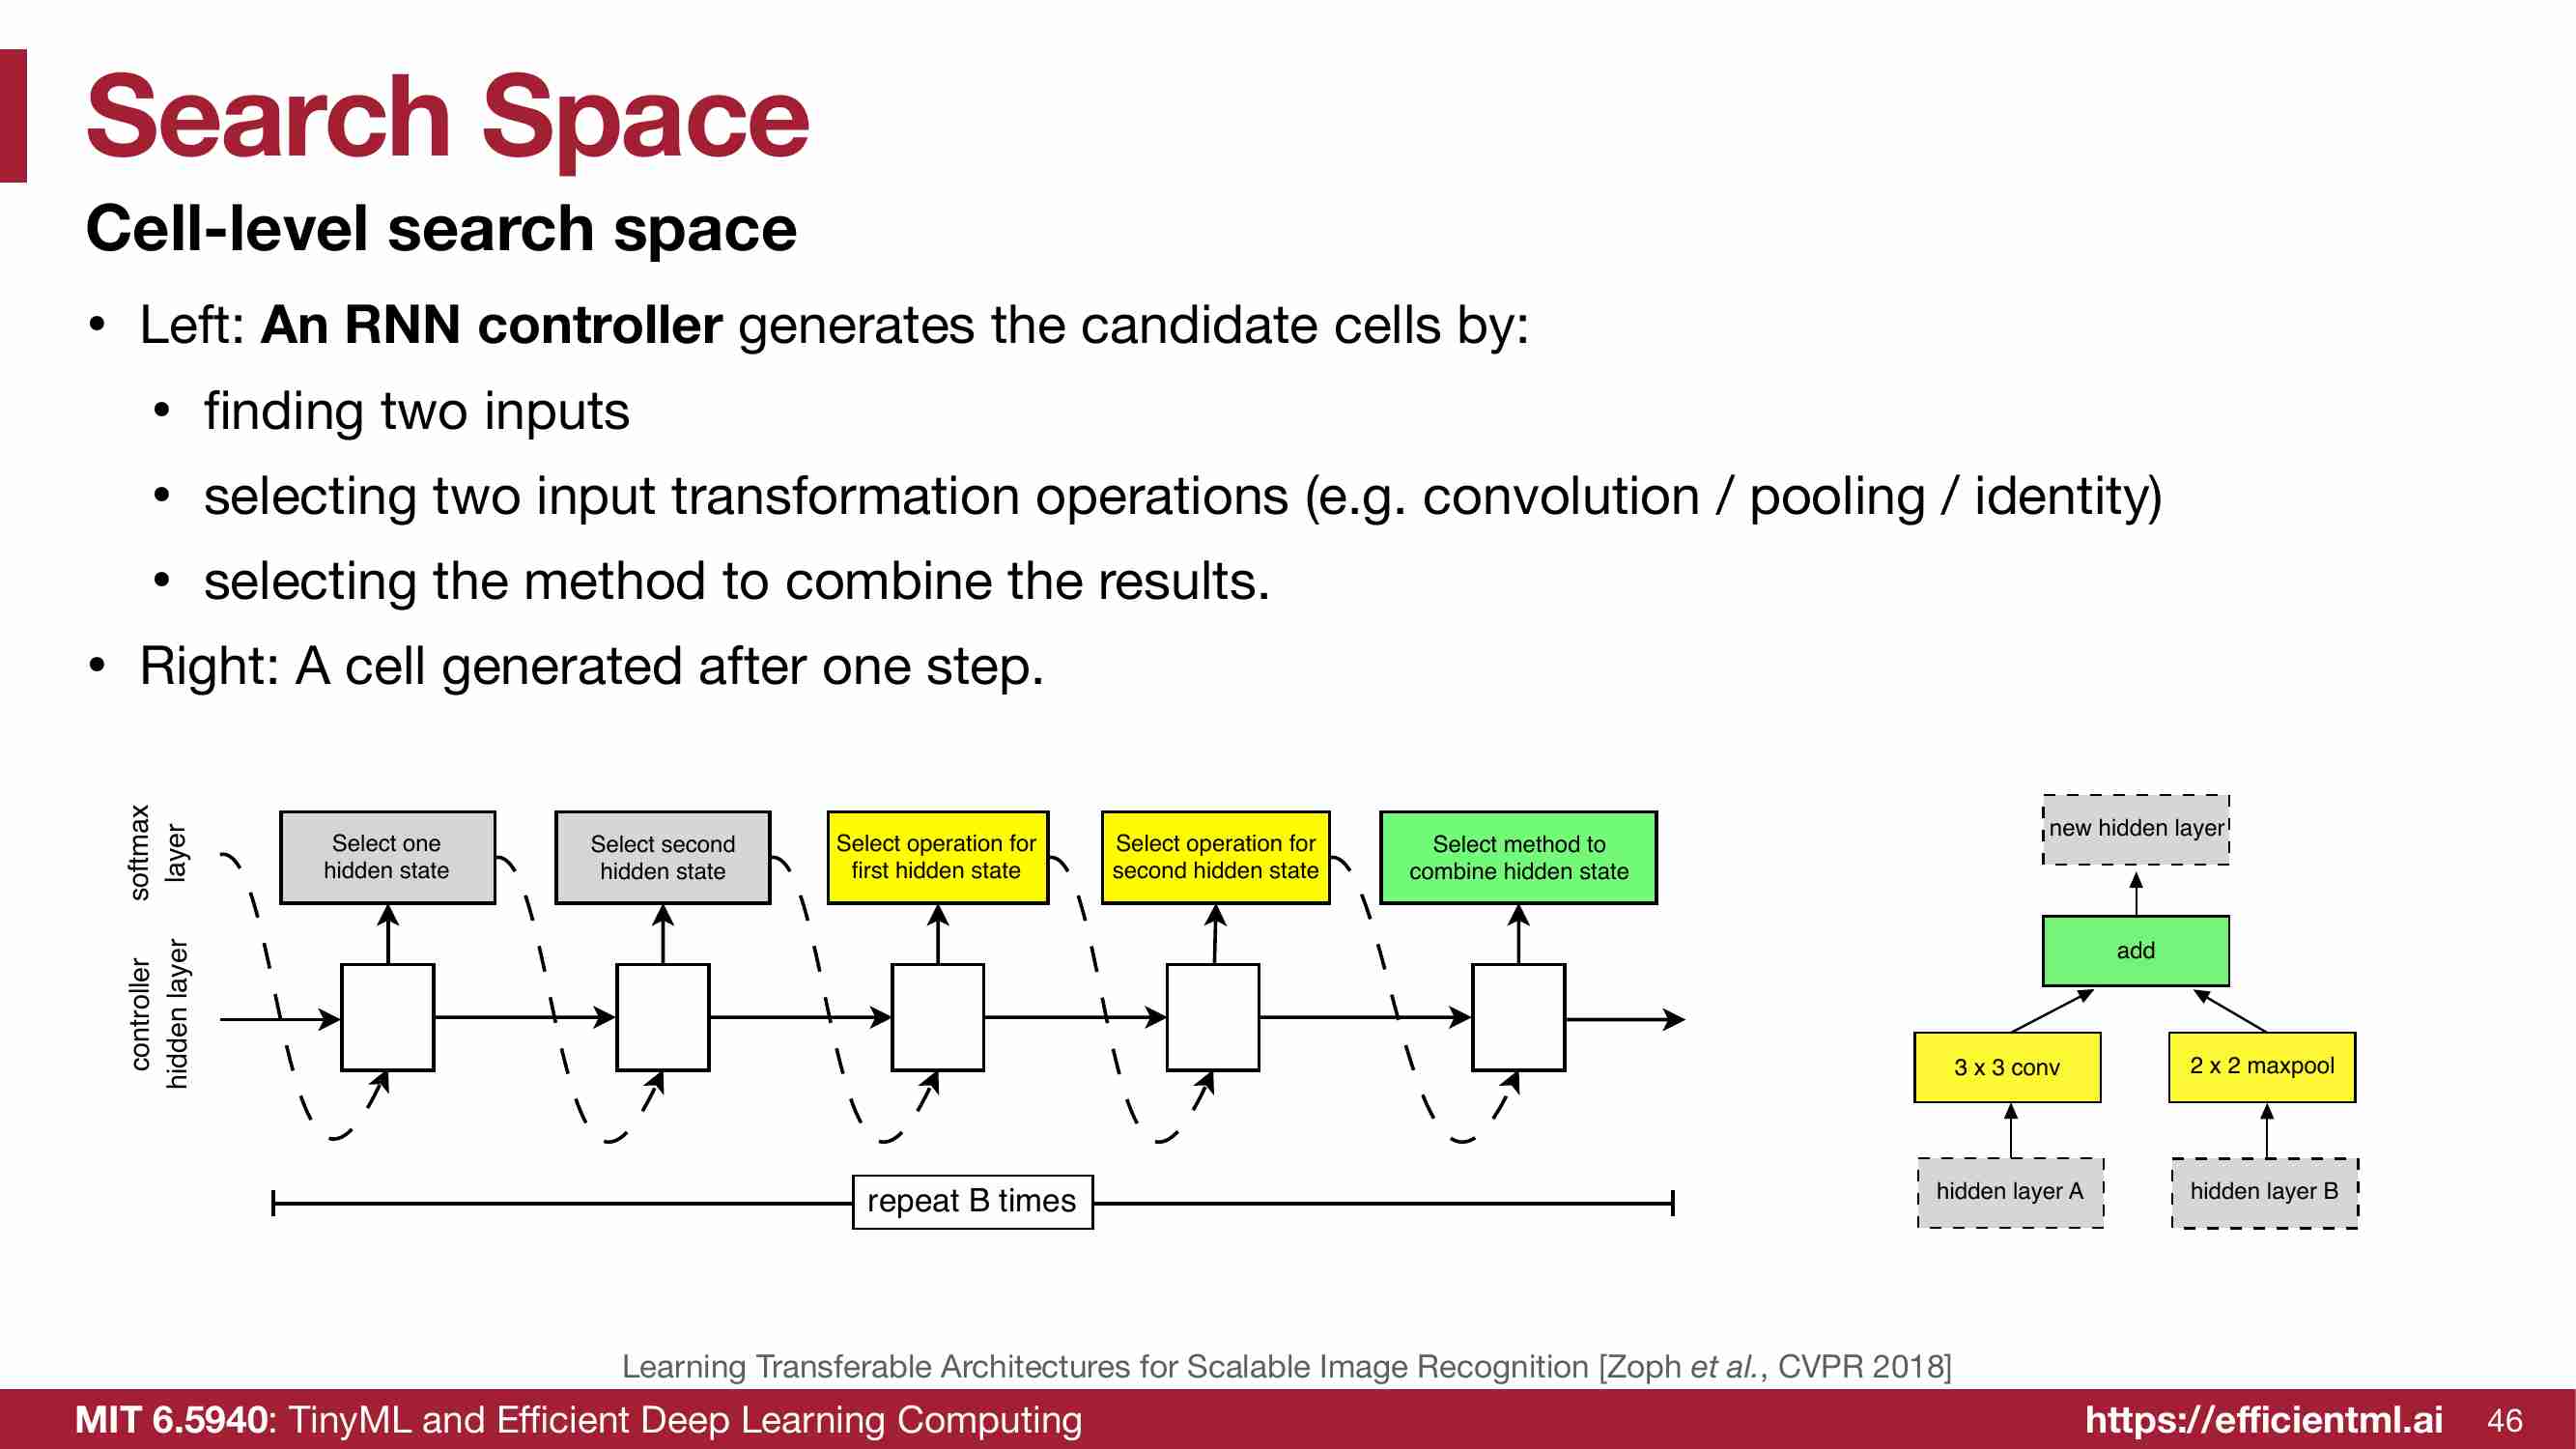 Search Space
Cell-level search space
• Left: An RNN controller generates the candidate cells by:
• finding two inputs
• selecting two input transformation operations (e.g. convolution / pooling / identity)
• selecting the method to combine the results.
• Right: A cell generated after one step.
softmax
layer
controller
hidden layer
Select one
hidden state
Select second
hidden state
Select operation for
first hidden state
Select operation for
second hidden state
Select method to
combine hidden state
repeat B times
new hidden layer
add
3 x 3 conv
2 x 2 maxpool
hidden layer A
hidden layer B
Learning Transferable Architectures for Scalable Image Recognition [Zoph et al., CVPR 2018]
MIT 6.5940: TinyML and Efficient Deep Learning Computing
https://efficientml.ai
46